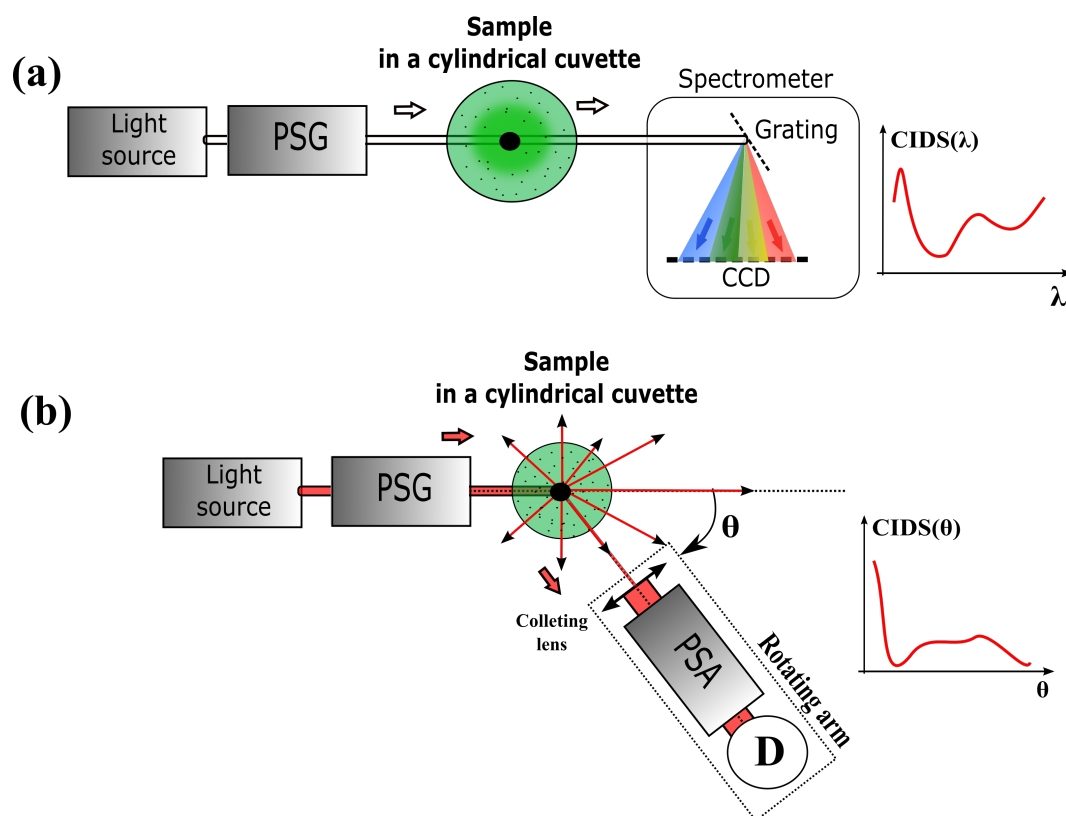 (a)
Sample
in a cylindrical cuvette
Light
source
PSG
Spectrometer
Grating
CCD
CIDS(λ)
λ
(b)
Sample
in a cylindrical cuvette
Light
source
PSG
θ
Colleting
lens
PSA
D
Rotating arm
CIDS(θ)
θ